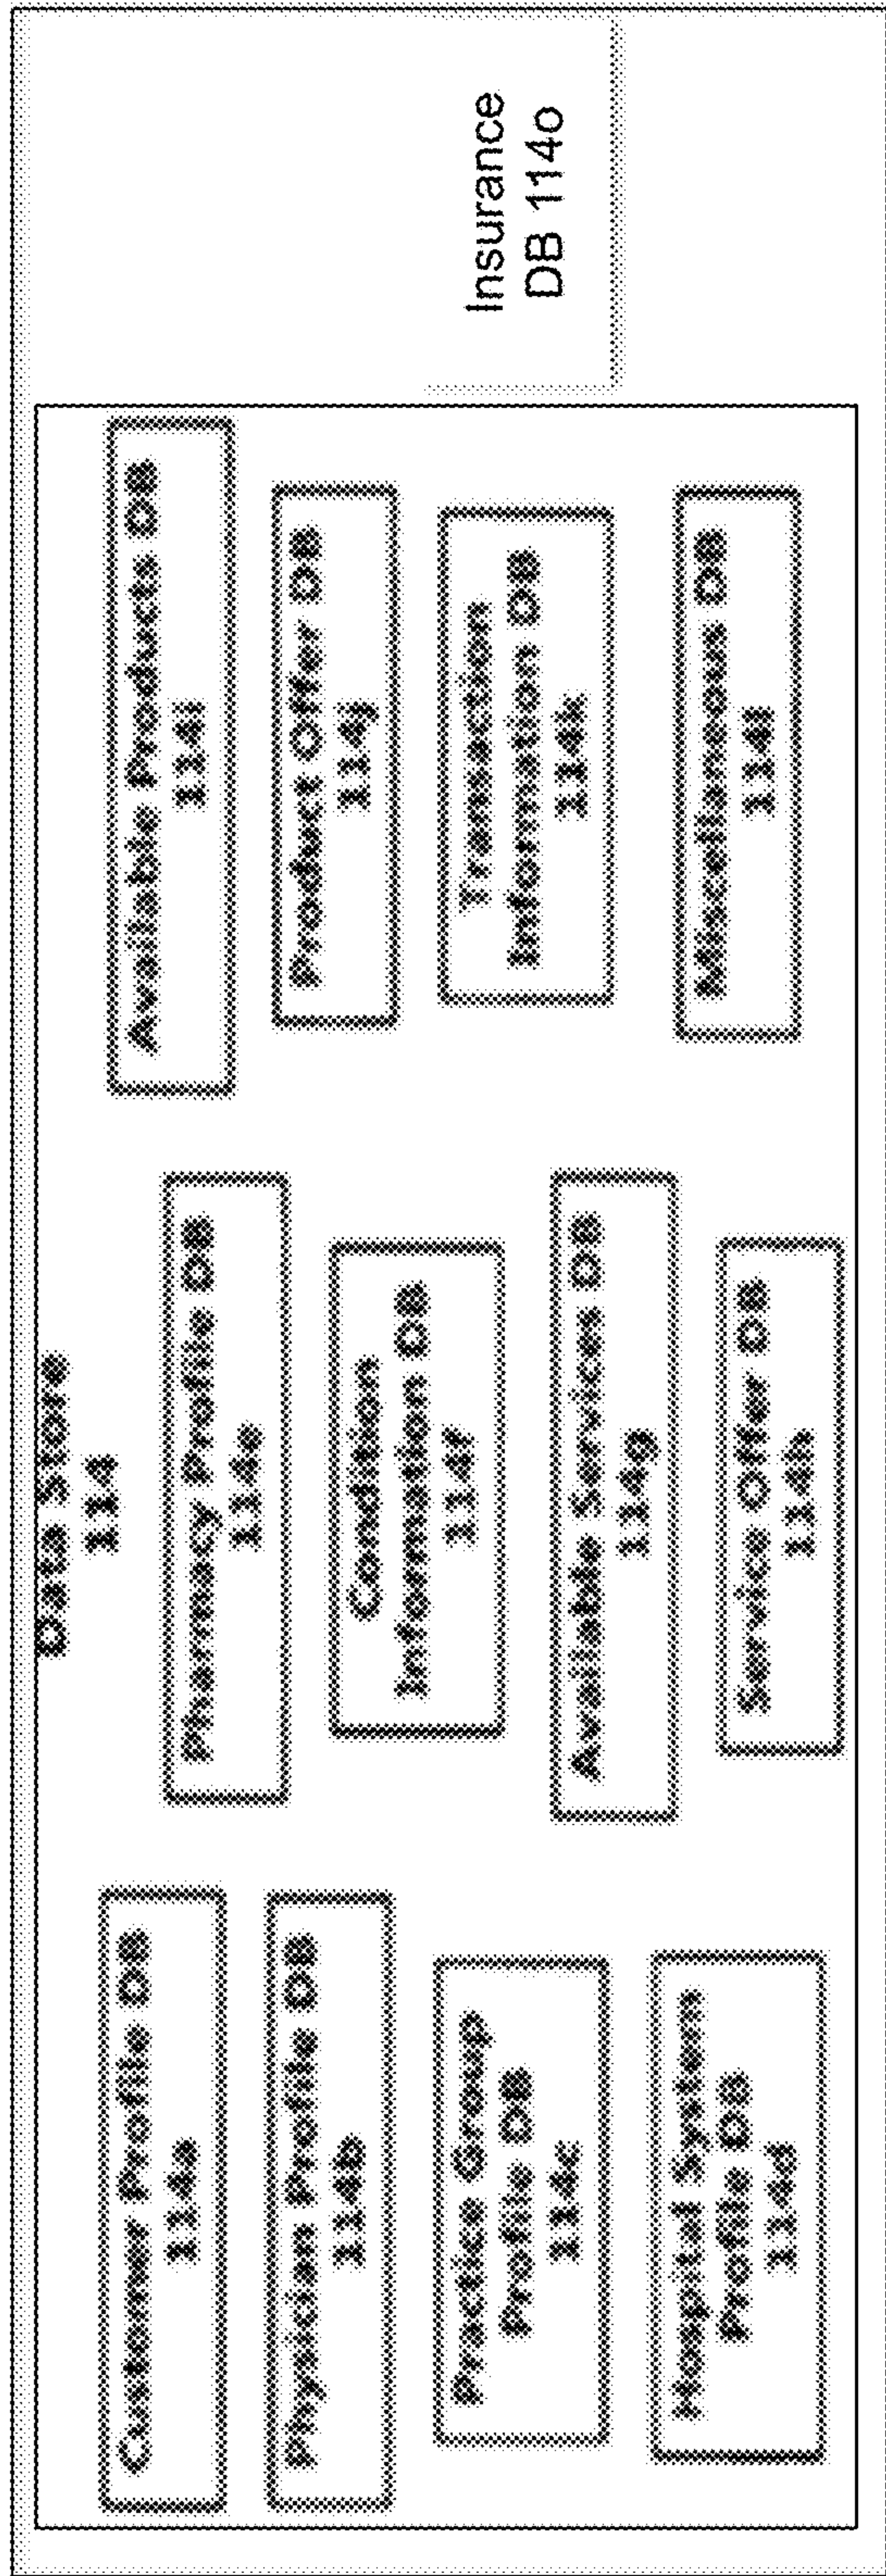 Data Store
114
Customer Profile DB
114a
Physician Profile DB
114b
Practice Group
Profile DB
114c
Hospital System
Profile DB
114d
Pharmacy Profile DB
114e
Condition
Information DB
114f
Available Services DB
114g
Service Offer DB
114h
Available Products DB
114i
Product Offer DB
114j
Transaction
Information DB
114k
Miscellaneous DB
114l
Insurance
DB 114o